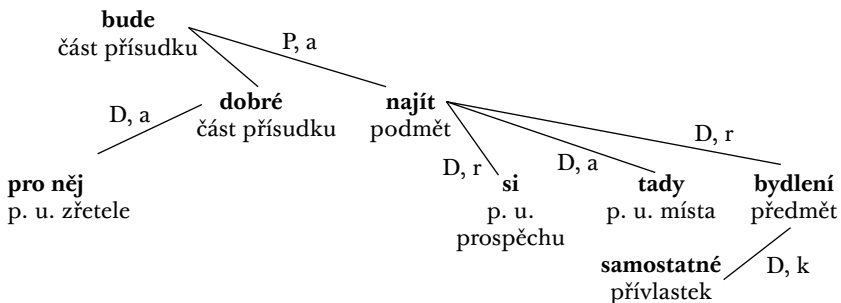 bude
část přísudku
P, a
dobré
část přísudku
najít
podmět
D, a
D, r
D, a
D, r
pro něj
p. u. zřetele
si
p. u.
prospěchu
tady
p. u. místa
bydlení
předmět
samostatné
přívlastek
D, k